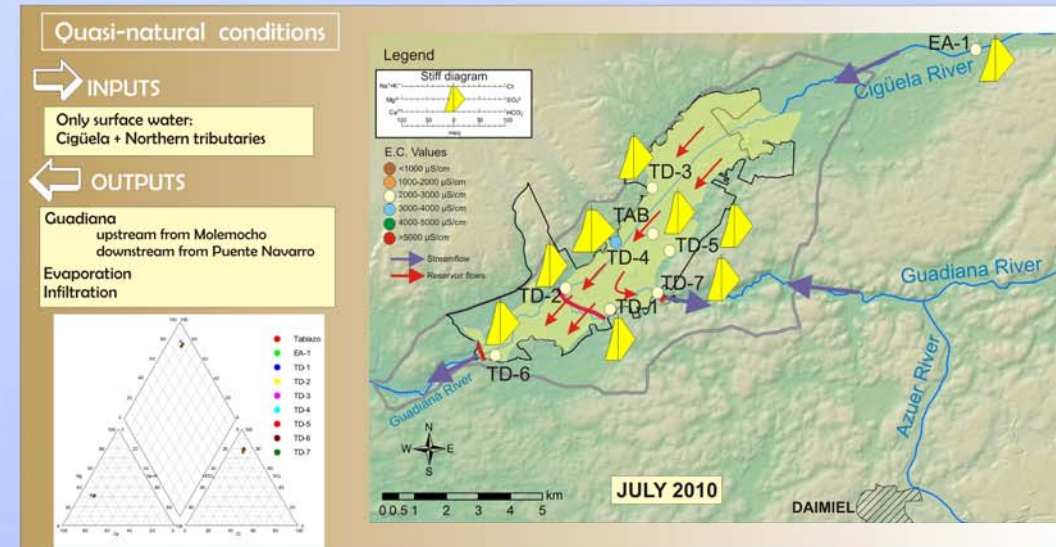 Quasi-natural conditions
INPUTS
Only surface water:
Cigüela + Northern tributaries
OUTPUTS
Guadiana
upstream from Molemocho
downstream from Puente Navarro
Evaporation
Infiltration
Tablazo
EA-1
TD-1
TD-2
TD-3
TD-4
TD-5
TD-6
TD-7
Legend
Stiff diagram
E.C. Values
<1000 µS/cm
1000-2000 µS/cm
2000-3000 µS/cm
3000-4000 µS/cm
4000-5000 µS/cm
>5000 µS/cm
Streamflow
Reservoir flows
EA-1
Cigüela River
TD-3
TAB
TD-5
TD-4
TD-7
TD-2
TD-1
TD-6
Guadiana River
Guadiana River
Azuer River
N
W E
S
0 0.5 1 2 3 4 5 km
JULY 2010
DAIMIEL